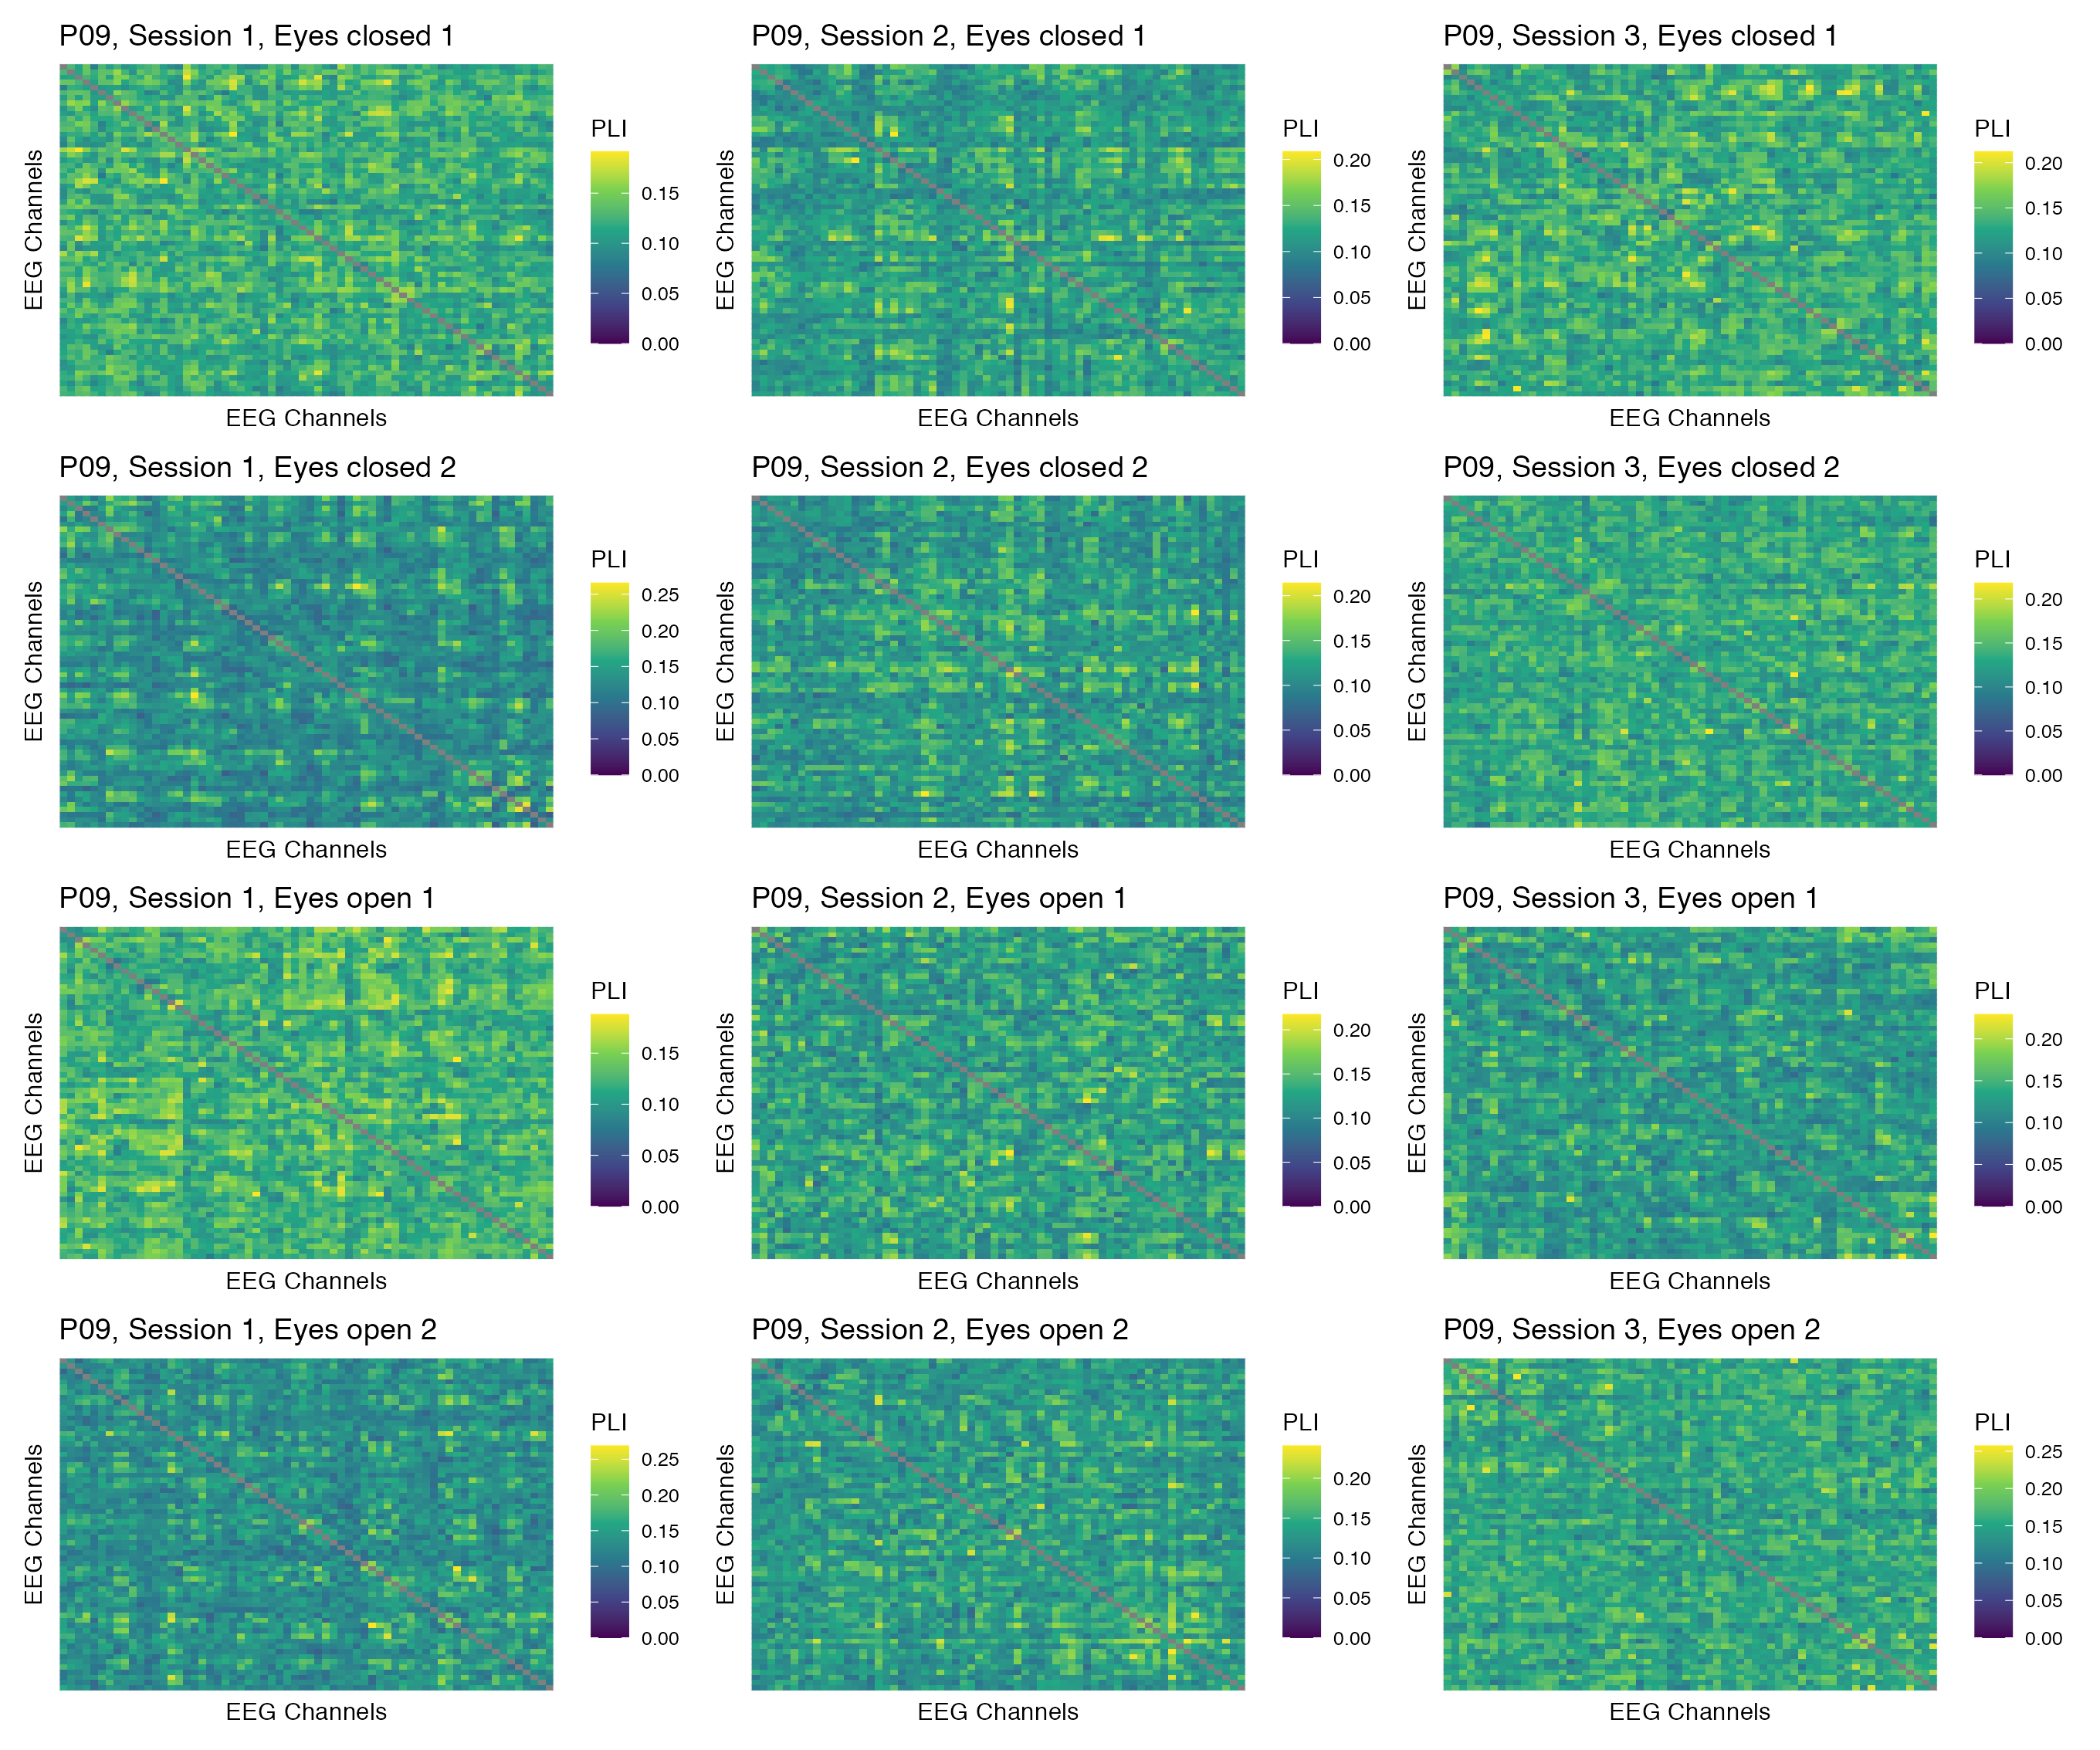 P09, Session 1, Eyes closed 1
EEG Channels
EEG Channels
PLI
0.15
0.10
0.05
0.00
P09, Session 2, Eyes closed 1
EEG Channels
EEG Channels
PLI
0.20
0.15
0.10
0.05
0.00
P09, Session 3, Eyes closed 1
EEG Channels
EEG Channels
PLI
0.20
0.15
0.10
0.05
0.00
P09, Session 1, Eyes closed 2
EEG Channels
EEG Channels
PLI
0.25
0.20
0.15
0.10
0.05
0.00
P09, Session 2, Eyes closed 2
EEG Channels
EEG Channels
PLI
0.20
0.15
0.10
0.05
0.00
P09, Session 3, Eyes closed 2
EEG Channels
EEG Channels
PLI
0.20
0.15
0.10
0.05
0.00
P09, Session 1, Eyes open 1
EEG Channels
EEG Channels
PLI
0.15
0.10
0.05
0.00
P09, Session 2, Eyes open 1
EEG Channels
EEG Channels
PLI
0.20
0.15
0.10
0.05
0.00
P09, Session 3, Eyes open 1
EEG Channels
EEG Channels
PLI
0.20
0.15
0.10
0.05
0.00
P09, Session 1, Eyes open 2
EEG Channels
EEG Channels
PLI
0.25
0.20
0.15
0.10
0.05
0.00
P09, Session 2, Eyes open 2
EEG Channels
EEG Channels
PLI
0.20
0.15
0.10
0.05
0.00
P09, Session 3, Eyes open 2
EEG Channels
EEG Channels
PLI
0.25
0.20
0.15
0.10
0.05
0.00